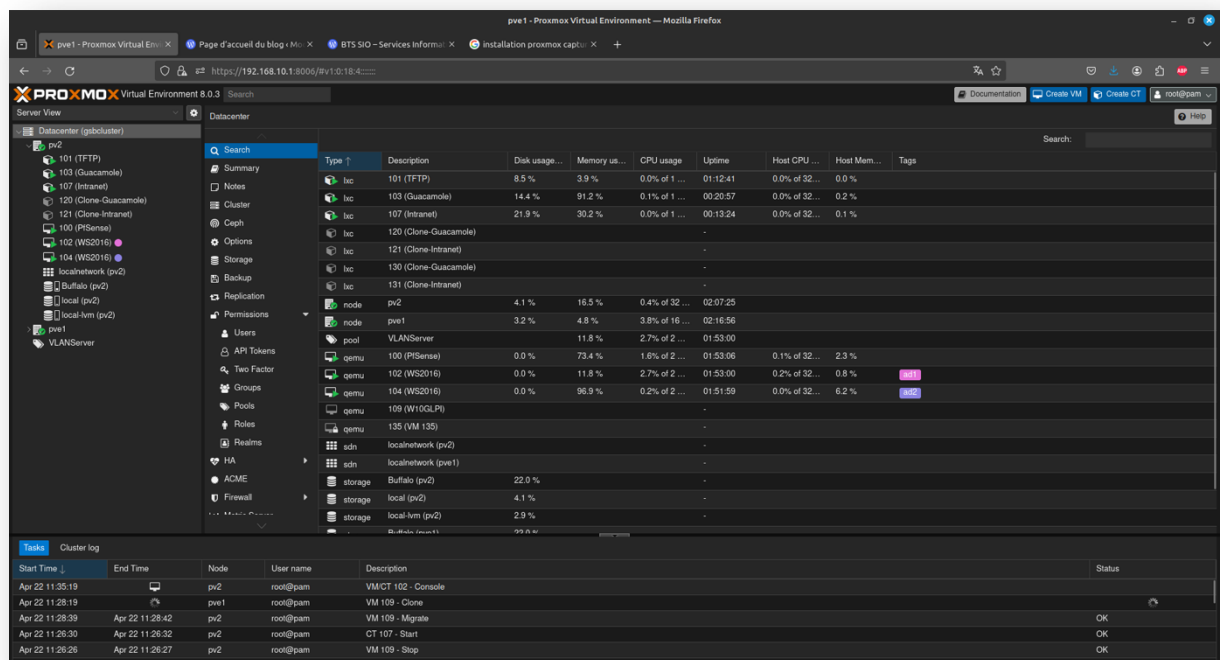 pve1 - Proxmox Virtual Environment — Mozilla Firefox
pve1 - Proxmox Virtual Envi
Page d'accueil du blog ‹ Mo
BTS SIO – Services Informat
installation proxmox captur
https://192.168.10.1:8006/#v1:0:18:4:::::::
ABP
PROXMOX Virtual Environment 8.0.3 Search
Documentation Create VM Create CT root@pam
Server View
Datacenter
Help
Datacenter (gsbcluster)
pv2
101 (TFTP)
103 (Guacamole)
107 (Intranet)
120 (Clone-Guacamole)
121 (Clone-Intranet)
100 (PfSense)
102 (WS2016)
104 (WS2016)
localnetwork (pv2)
Buffalo (pv2)
local (pv2)
local-lvm (pv2)
pve1
VLANServer
Search
Summary
Notes
Cluster
Ceph
Options
Storage
Backup
Replication
Permissions
Users
API Tokens
Two Factor
Groups
Pools
Roles
Realms
HA
ACME
Firewall
Search:
Type ↑ Description Disk usage... Memory us... CPU usage Uptime Host CPU ... Host Mem... Tags
lxc 101 (TFTP) 8.5 % 3.9 % 0.0% of 1 ... 01:12:41 0.0% of 32... 0.0 %
lxc 103 (Guacamole) 14.4 % 91.2 % 0.1% of 1 ... 00:20:57 0.0% of 32... 0.2 %
lxc 107 (Intranet) 21.9 % 30.2 % 0.0% of 1 ... 00:13:24 0.0% of 32... 0.1 %
lxc 120 (Clone-Guacamole) -
lxc 121 (Clone-Intranet) -
lxc 130 (Clone-Guacamole) -
lxc 131 (Clone-Intranet) -
node pv2 4.1 % 16.5 % 0.4% of 32 ... 02:07:25
node pve1 3.2 % 4.8 % 3.8% of 16 ... 02:16:56
pool VLANServer 11.8 % 2.7% of 2 ... 01:53:00
qemu 100 (PfSense) 0.0 % 73.4 % 1.6% of 2 ... 01:53:06 0.1% of 32... 2.3 %
qemu 102 (WS2016) 0.0 % 11.8 % 2.7% of 2 ... 01:53:00 0.2% of 32... 0.8 % ad1
qemu 104 (WS2016) 0.0 % 96.9 % 0.2% of 2 ... 01:51:59 0.0% of 32... 6.2 % ad2
qemu 109 (W10GLPI) -
qemu 135 (VM 135) -
sdn localnetwork (pv2) -
sdn localnetwork (pve1) -
storage Buffalo (pv2) 22.0 % -
storage local (pv2) 4.1 % -
storage local-lvm (pv2) 2.9 % -
Buffalo (pve1) 22.0 %
Tasks Cluster log
Start Time ↓ End Time Node User name Description Status
Apr 22 11:35:19 pv2 root@pam VM/CT 102 - Console
Apr 22 11:28:19 pve1 root@pam VM 109 - Clone
Apr 22 11:28:39 Apr 22 11:28:42 pv2 root@pam VM 109 - Migrate OK
Apr 22 11:26:30 Apr 22 11:26:32 pv2 root@pam CT 107 - Start OK
Apr 22 11:26:26 Apr 22 11:26:27 pv2 root@pam VM 109 - Stop OK